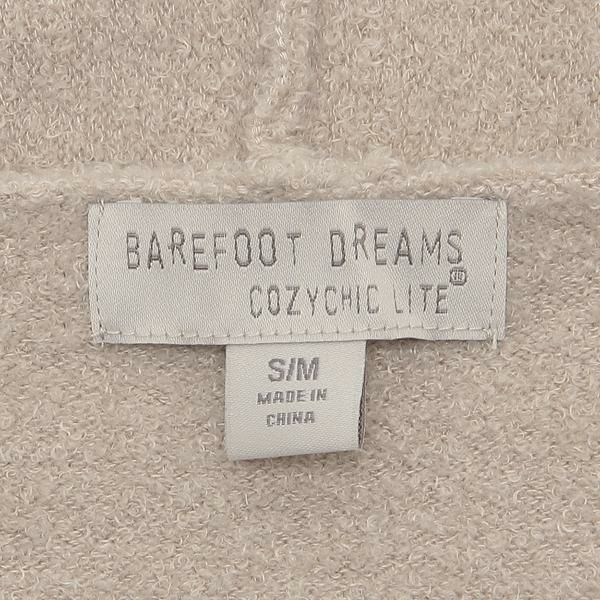 BAREFOOT DREAMS
COZYCHIC LITE®
S/M
MADE IN
CHINA